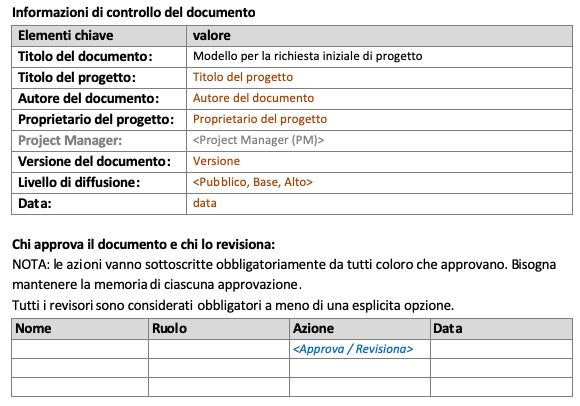 Informazioni di controllo del documento
Elementi chiave valore
Titolo del documento: Modello per la richiesta iniziale di progetto
Titolo del progetto: Titolo del progetto
Autore del documento: Autore del documento
Proprietario del progetto: Proprietario del progetto
Project Manager: <Project Manager (PM)>
Versione del documento: Versione
Livello di diffusione: <Pubblico, Base, Alto>
Data: data
Chi approva il documento e chi lo revisiona:
NOTA: le azioni vanno sottoscritte obbligatoriamente da tutti coloro che approvano. Bisogna
mantenere la memoria di ciascuna approvazione.
Tutti i revisori sono considerati obbligatori a meno di una esplicita opzione.
Nome Ruolo Azione Data
<Approva / Revisiona>